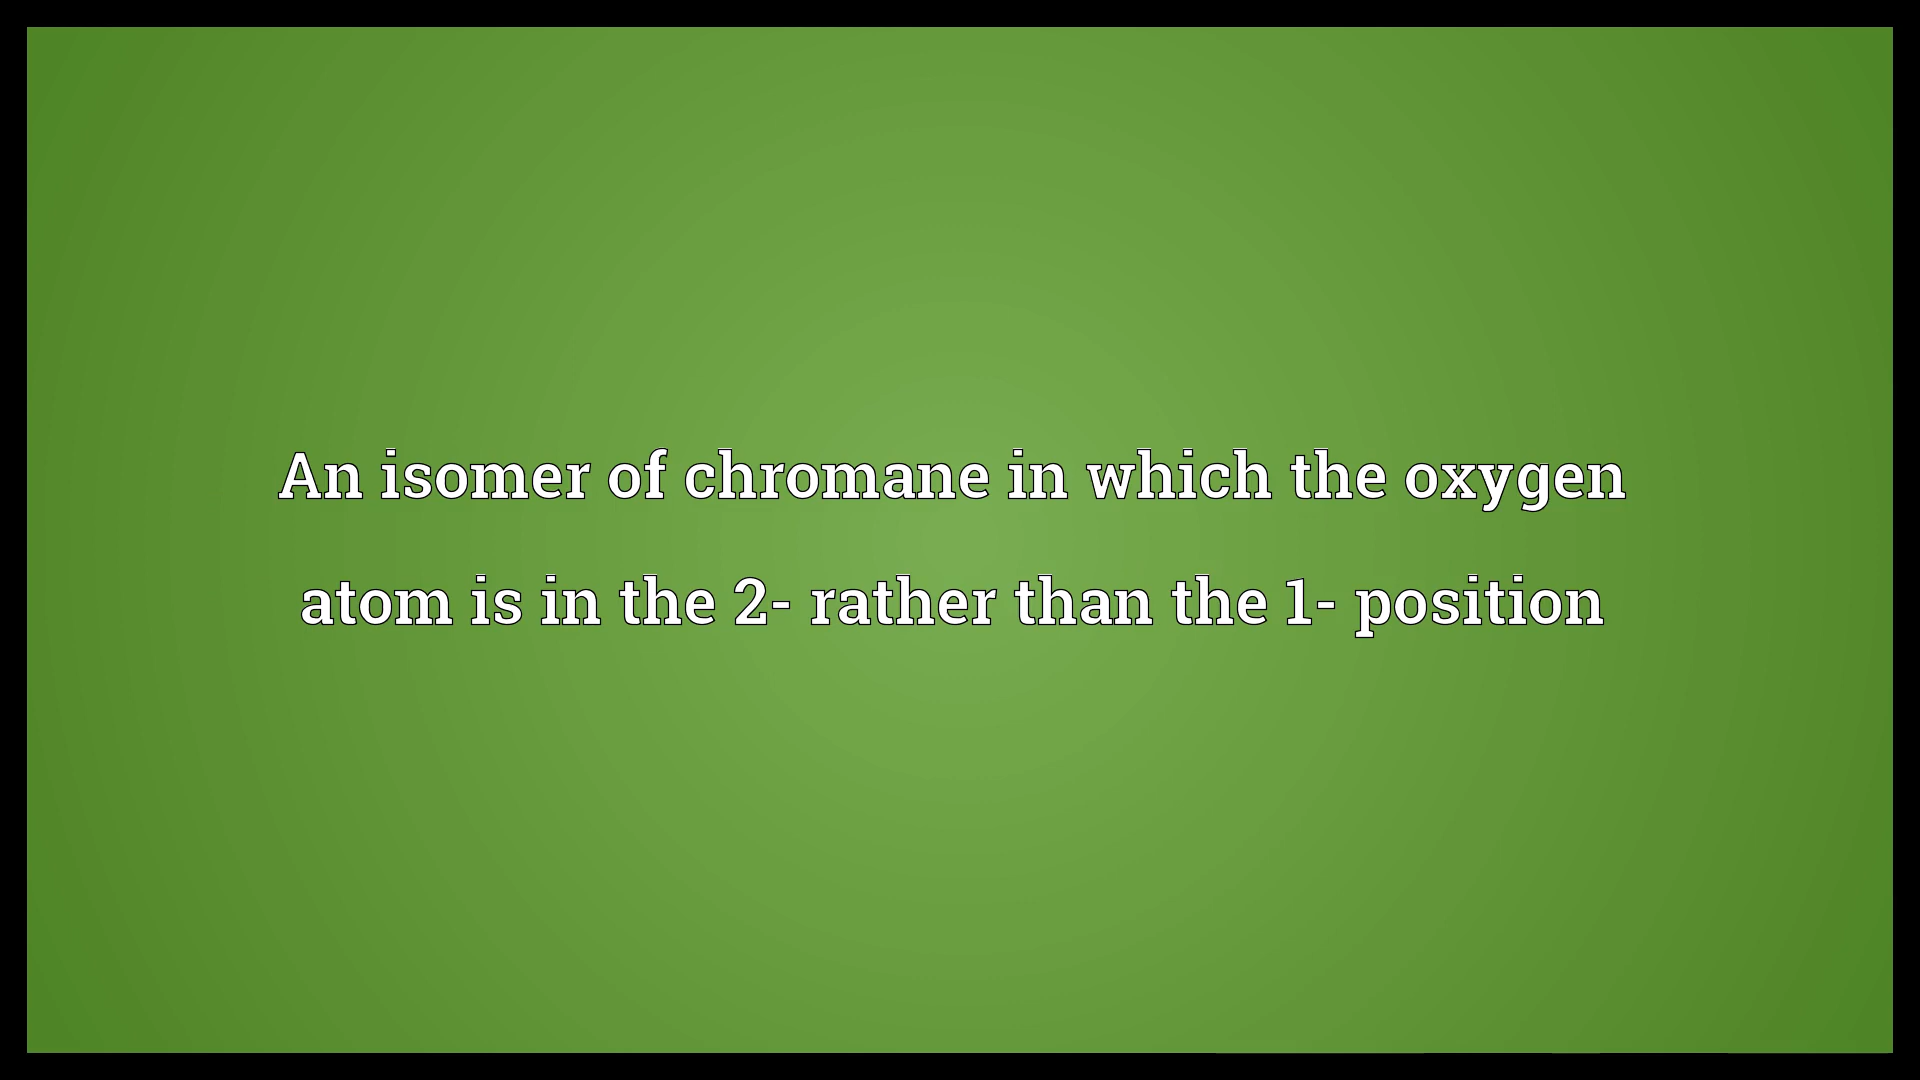 An isomer of chromane in which the oxygen
atom is in the 2- rather than the 1- position